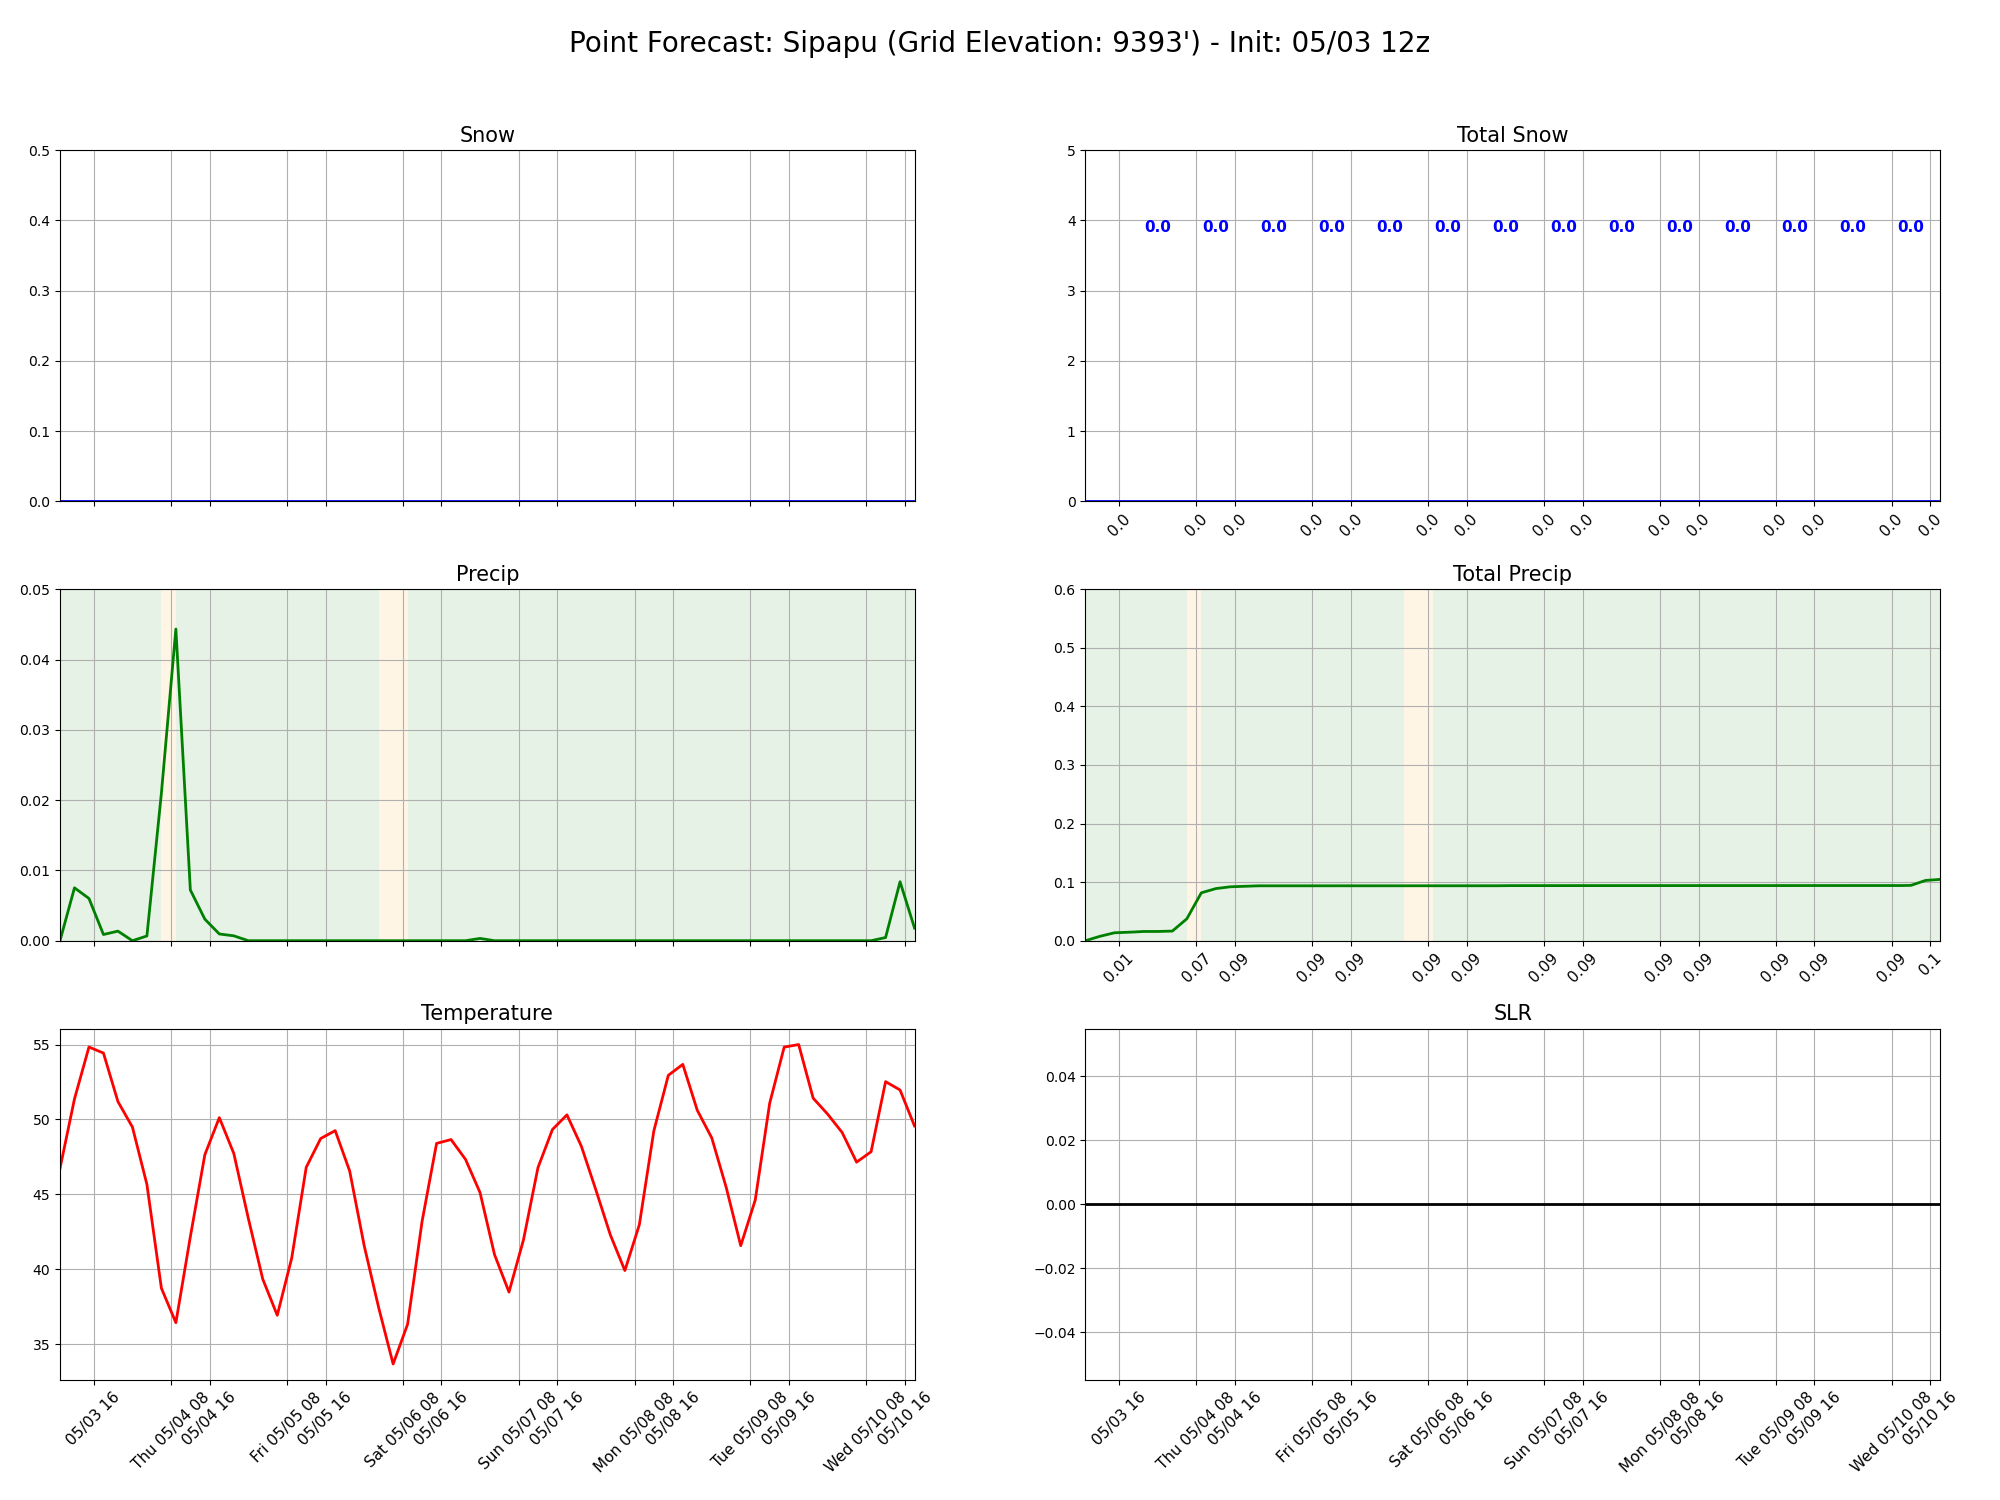 Point Forecast: Sipapu (Grid Elevation: 9393') - Init: 05/03 12z
Snow
0.5
0.4
0.3
0.2
0.1
0.0
Total Snow
5
4
3
2
1
0
0.0 0.0 0.0 0.0 0.0 0.0 0.0 0.0 0.0 0.0 0.0 0.0 0.0 0.0
0.0 0.0 0.0 0.0 0.0 0.0 0.0 0.0 0.0 0.0 0.0 0.0 0.0 0.0 0.0
Precip
0.05
0.04
0.03
0.02
0.01
0.00
Total Precip
0.6
0.5
0.4
0.3
0.2
0.1
0.0
0.01 0.07 0.09 0.09 0.09 0.09 0.09 0.09 0.09 0.09 0.09 0.09 0.09 0.09 0.1
Temperature
55
50
45
40
35
05/03 16
Thu 05/04 08
05/04 16
Fri 05/05 08
05/05 16
Sat 05/06 08
05/06 16
Sun 05/07 08
05/07 16
Mon 05/08 08
05/08 16
Tue 05/09 08
05/09 16
Wed 05/10 08
05/10 16
SLR
0.04
0.02
0.00
−0.02
−0.04
05/03 16
Thu 05/04 08
05/04 16
Fri 05/05 08
05/05 16
Sat 05/06 08
05/06 16
Sun 05/07 08
05/07 16
Mon 05/08 08
05/08 16
Tue 05/09 08
05/09 16
Wed 05/10 08
05/10 16